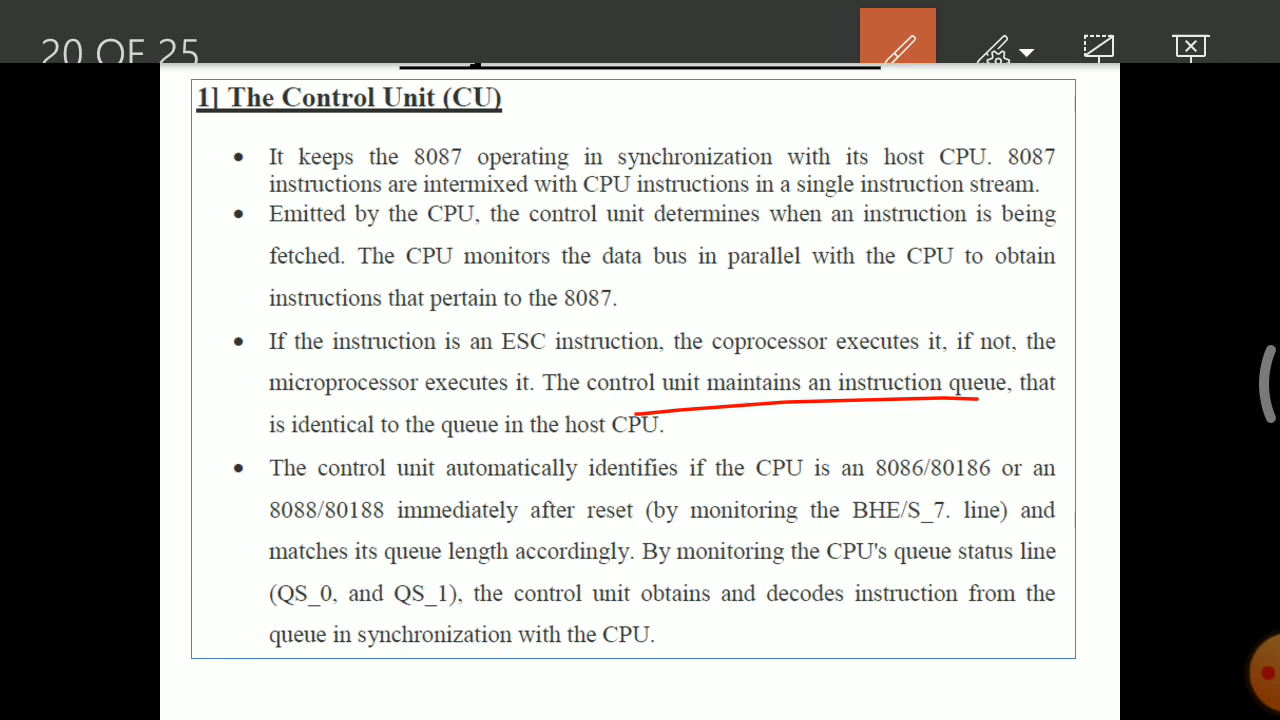 20 OF 25
1] The Control Unit (CU)
• It keeps the 8087 operating in synchronization with its host CPU. 8087
instructions are intermixed with CPU instructions in a single instruction stream.
• Emitted by the CPU, the control unit determines when an instruction is being
fetched. The CPU monitors the data bus in parallel with the CPU to obtain
instructions that pertain to the 8087.
• If the instruction is an ESC instruction, the coprocessor executes it, if not, the
microprocessor executes it. The control unit maintains an instruction queue, that
is identical to the queue in the host CPU.
• The control unit automatically identifies if the CPU is an 8086/80186 or an
8088/80188 immediately after reset (by monitoring the BHE/S_7. line) and
matches its queue length accordingly. By monitoring the CPU's queue status line
(QS_0, and QS_1), the control unit obtains and decodes instruction from the
queue in synchronization with the CPU.